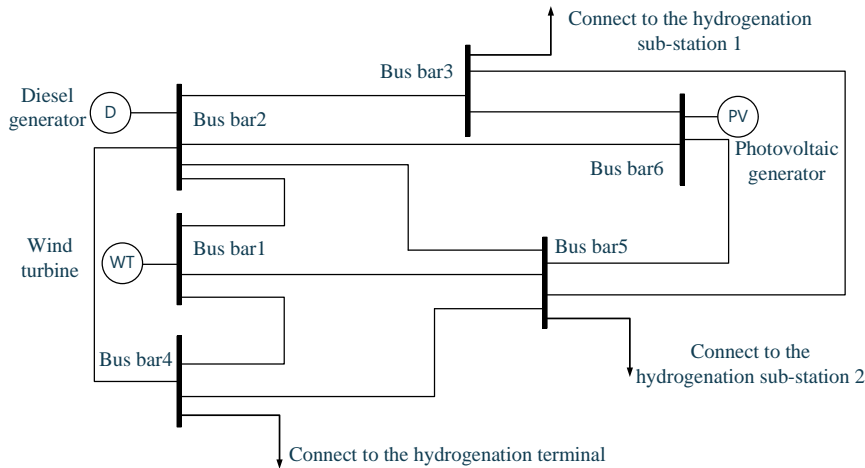 Connect to the hydrogenation
sub-station 1
Bus bar3
Diesel
generator
D
Bus bar2
PV
Photovoltaic
generator
Bus bar6
Wind
turbine
WT
Bus bar1
Bus bar5
Bus bar4
Connect to the
hydrogenation sub-station 2
Connect to the hydrogenation terminal